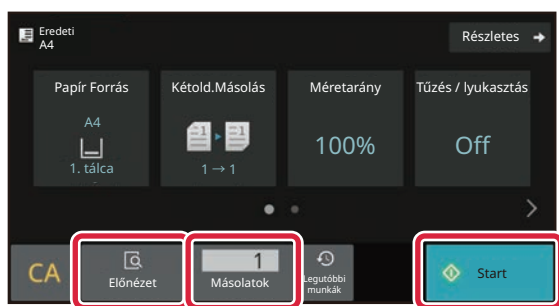 Eredeti
A4
Részletes
Papír Forrás
A4
1. tálca
Kétold.Másolás
1 → 1
Méretarány
100%
Tűzés / lyukasztás
Off
CA
Előnézet
1
Másolatok
Legutóbbi
munkák
Start